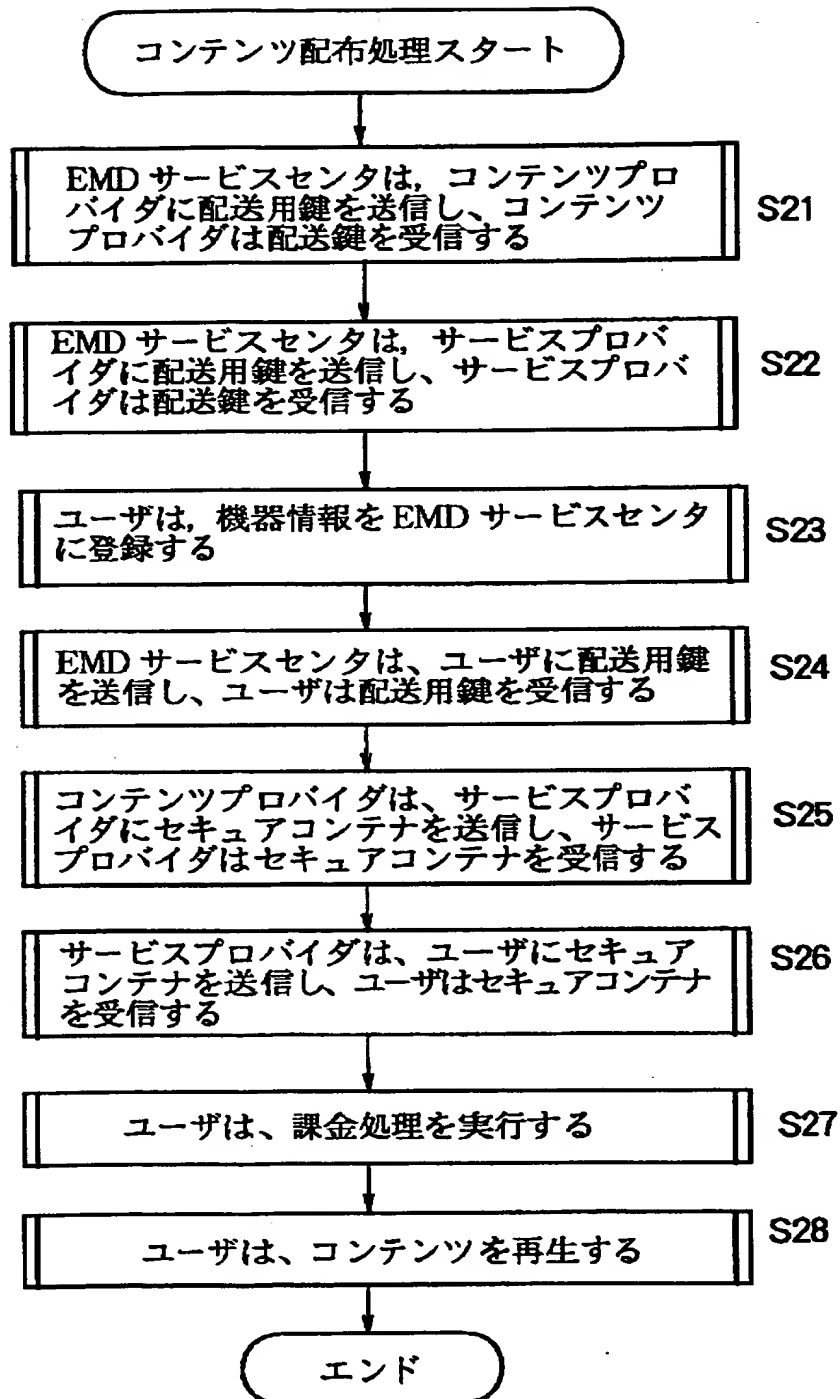 コンテンツ配布処理スタート
EMD サービスセンタは, コンテンツプロ
バイダに配送用鍵を送信し、コンテンツ
プロバイダは配送鍵を受信する
S21
EMD サービスセンタは, サービスプロバ
イダに配送用鍵を送信し、サービスプロバ
イダは配送鍵を受信する
S22
ユーザは, 機器情報を EMD サービスセンタ
に登録する
S23
EMD サービスセンタは、ユーザに配送用鍵
を送信し、ユーザは配送用鍵を受信する
S24
コンテンツプロバイダは、サービスプロバ
イダにセキュアコンテナを送信し、サービス
プロバイダはセキュアコンテナを受信する
S25
サービスプロバイダは、ユーザにセキュア
コンテナを送信し、ユーザはセキュアコンテナ
を受信する
S26
ユーザは、課金処理を実行する
S27
ユーザは、コンテンツを再生する
S28
エンド